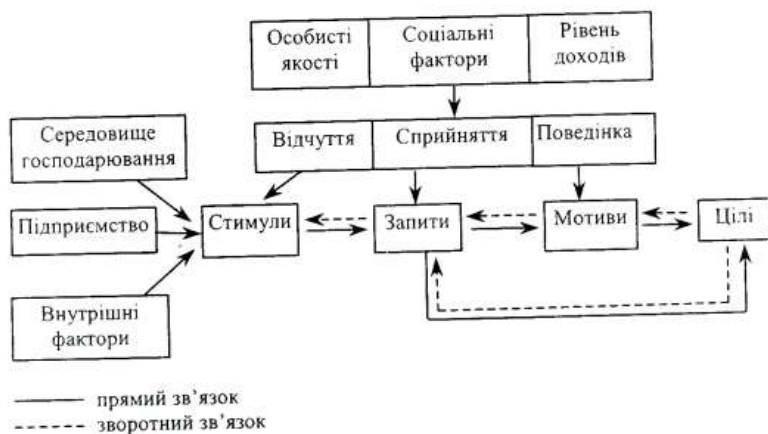 Особисті
якості
Соціальні
фактори
Рівень
доходів
Середовище
господарювання
Відчуття
Сприйняття
Поведінка
Підприємство
Стимули
Запити
Мотиви
Цілі
Внутрішні
фактори
прямий зв'язок
зворотний зв'язок